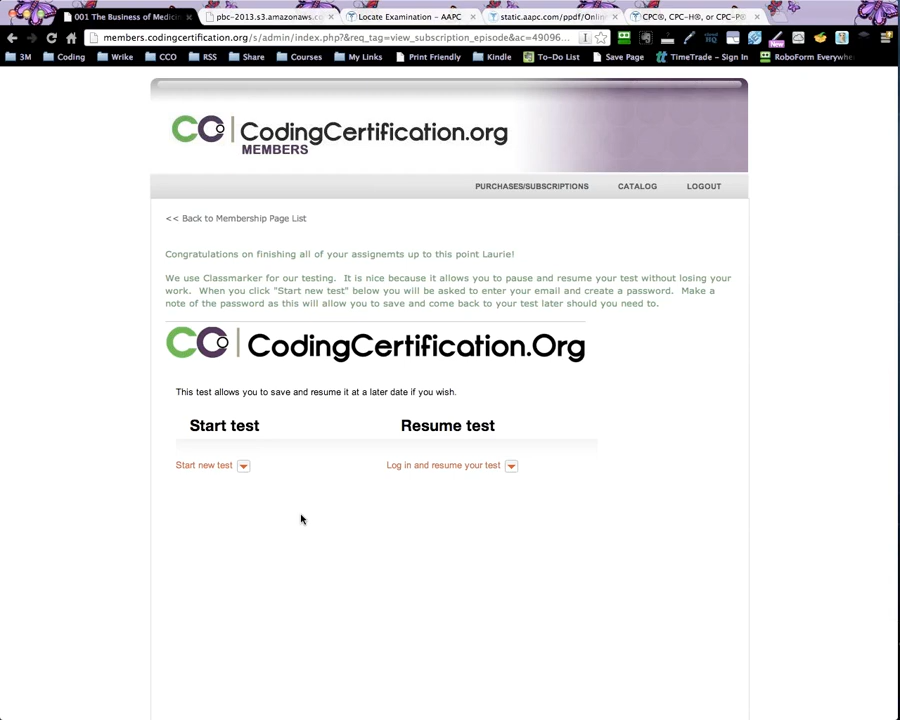 001 The Business of Medicin
pbc-2013.s3.amazonaws.c
Locate Examination – AAPC
static.aapc.com/ppdf/Onlin
CPC®, CPC-H®, or CPC-P®
members.codingcertification.org/s/admin/index.php?&req_tag=view_subscription_episode&ac=49096...
New
3M Coding Wrike CCO RSS Share Courses My Links Print Friendly Kindle To-Do List Save Page TimeTrade – Sign In RoboForm Everywhe
CO | CodingCertification.org
MEMBERS
PURCHASES/SUBSCRIPTIONS CATALOG LOGOUT
<< Back to Membership Page List
Congratulations on finishing all of your assignemts up to this point Laurie!
We use Classmarker for our testing. It is nice because it allows you to pause and resume your test without losing your
work. When you click "Start new test" below you will be asked to enter your email and create a password. Make a
note of the password as this will allow you to save and come back to your test later should you need to.
CO | CodingCertification.Org
This test allows you to save and resume it at a later date if you wish.
Start test Resume test
Start new test Log in and resume your test